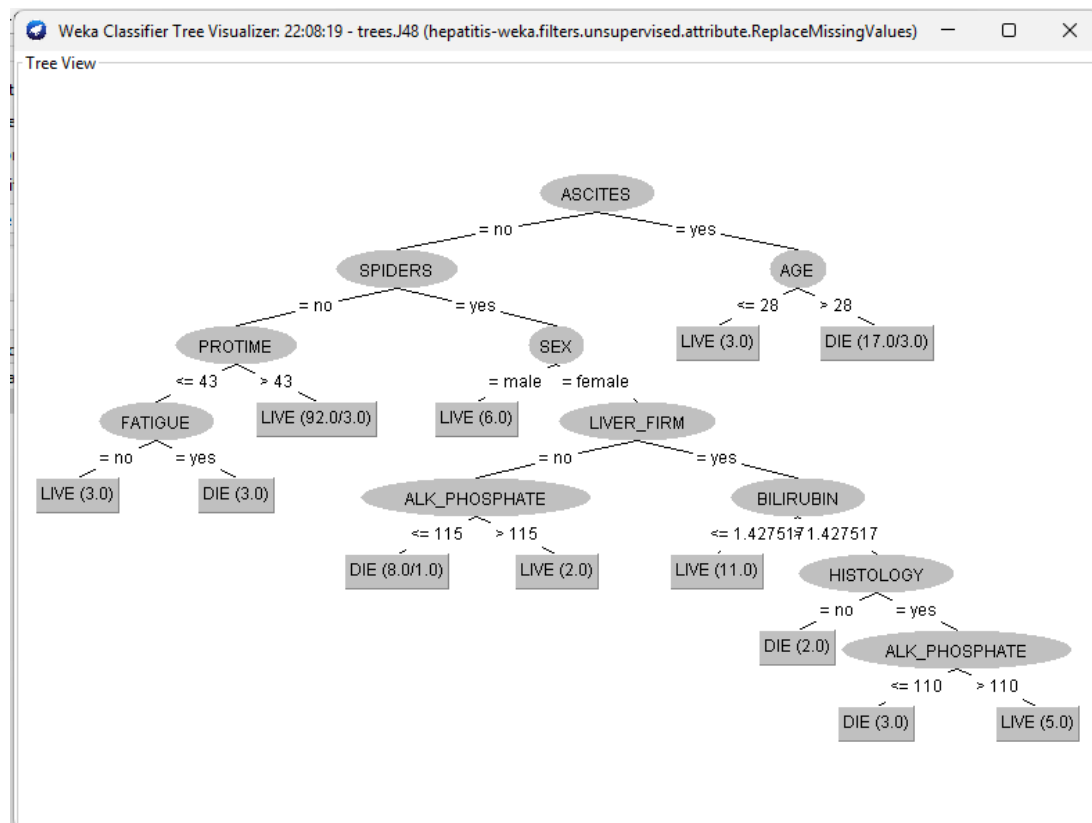 Weka Classifier Tree Visualizer: 22:08:19 - trees.J48 (hepatitis-weka.filters.unsupervised.attribute.ReplaceMissingValues)
Tree View
ASCITES
= no = yes
SPIDERS AGE
= no = yes <= 28 > 28
PROTIME SEX LIVE (3.0) DIE (17.0/3.0)
<= 43 > 43 = male = female
FATIGUE LIVE (92.0/3.0) LIVE (6.0) LIVER_FIRM
= no = yes = no = yes
LIVE (3.0) DIE (3.0) ALK_PHOSPHATE BILIRUBIN
<= 115 > 115 <= 1.427517 > 1.427517
DIE (8.0/1.0) LIVE (2.0) LIVE (11.0) HISTOLOGY
= no = yes
DIE (2.0) ALK_PHOSPHATE
<= 110 > 110
DIE (3.0) LIVE (5.0)